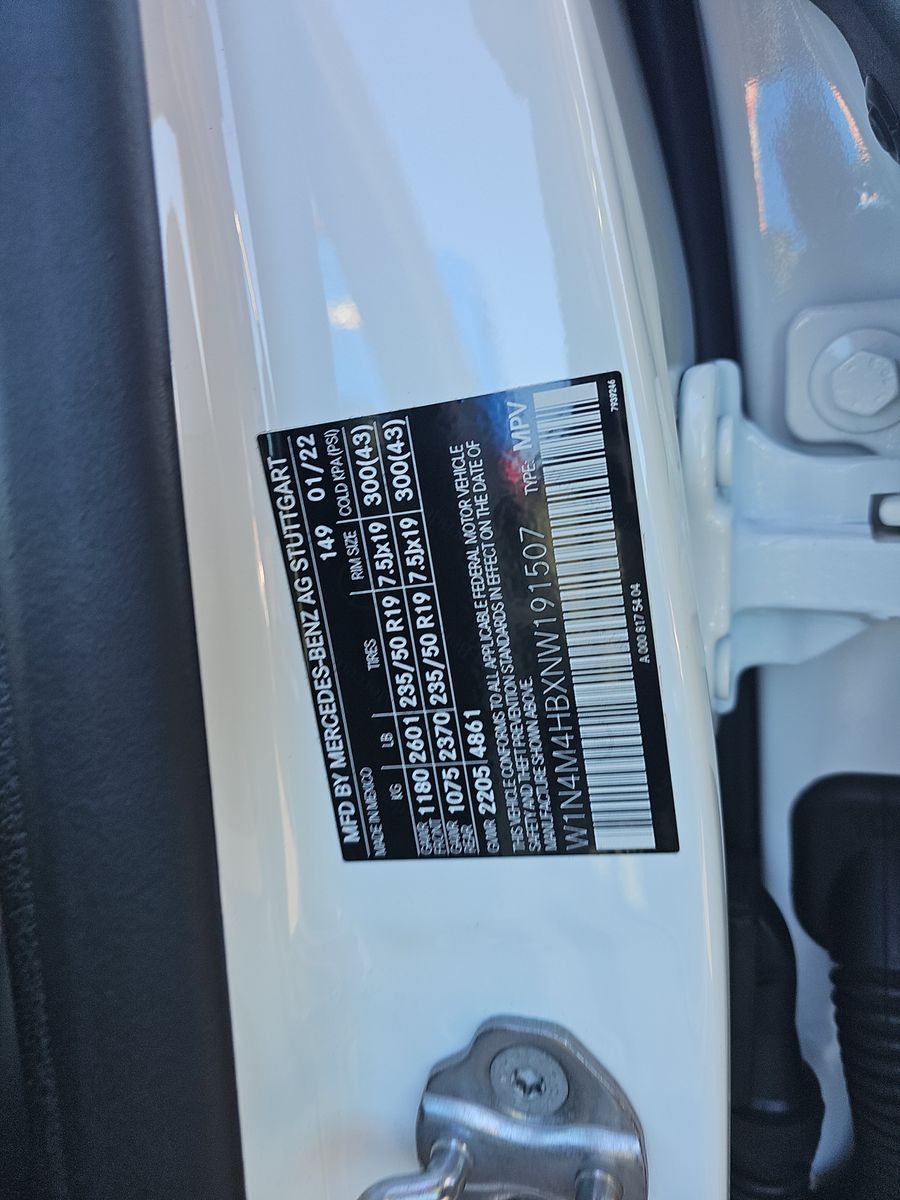 MFD BY MERCEDES-BENZ AG STUTTGART
MADE IN MEXICO 149 01/22
KG LB TIRES RIM SIZE COLD KPA (PSI)
GAWR FRONT 1180 2601 235/50 R19 7.5Jx19 300(43)
GAWR REAR 1075 2370 235/50 R19 7.5Jx19 300(43)
GVWR 2205 4861
THIS VEHICLE CONFORMS TO ALL APPLICABLE FEDERAL MOTOR VEHICLE
SAFETY AND THEFT PREVENTION STANDARDS IN EFFECT ON THE DATE OF
MANUFACTURE SHOWN ABOVE.
W1N4M4HBXNW191507 TYPE: MPV
A 000 817 54 04 7939246